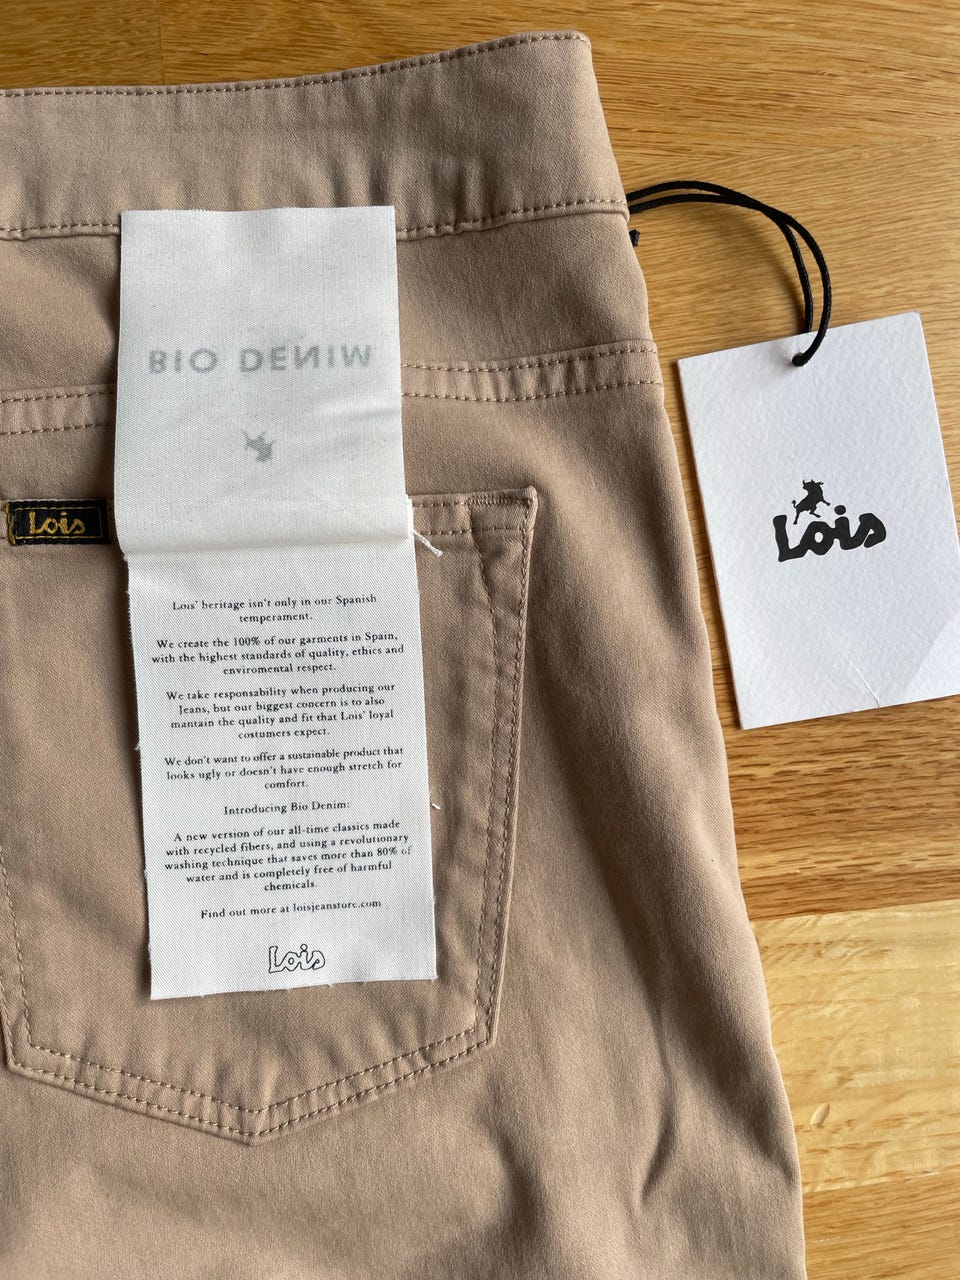 BIO DENIM
Lois
Lois
Lois' heritage isn't only in our Spanish
temperament.
We create the 100% of our garments in Spain,
with the highest standards of quality, ethics and
enviromental respect.
We take responsability when producing our
Jeans, but our biggest concern is to also
mantain the quality and fit that Lois' loyal
costumers expect.
We don't want to offer a sustainable product that
looks ugly or doesn't have enough stretch for
comfort.
Introducing Bio Denim:
A new version of our all-time classics made
with recycled fibers, and using a revolutionary
washing technique that saves more than 80% of
water and is completely free of harmful
chemicals.
Find out more at loisjeanstore.com
Lois